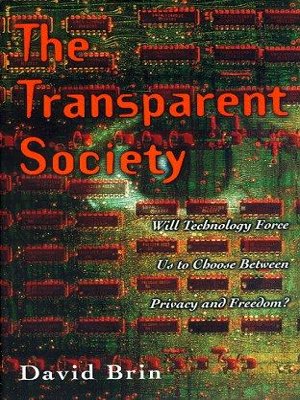 The
Transparent
Society
Will Technology Force
Us to Choose Between
Privacy and Freedom?
David Brin